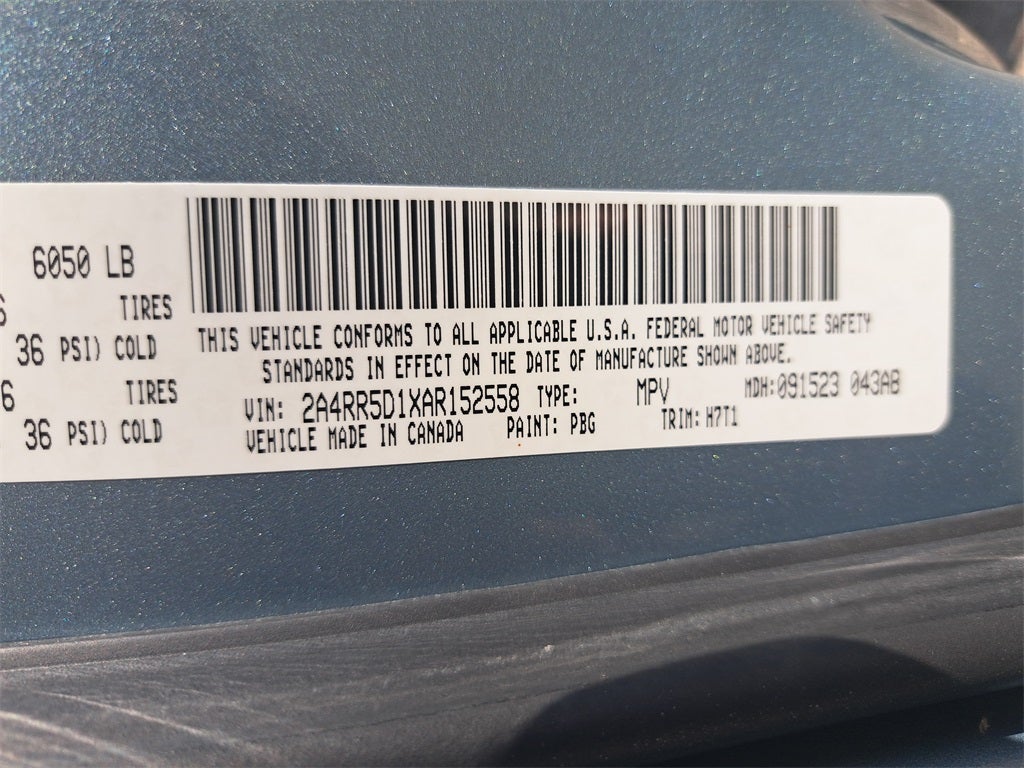 6050 LB
6 TIRES
36 PSI) COLD
6 TIRES
36 PSI) COLD
THIS VEHICLE CONFORMS TO ALL APPLICABLE U.S.A. FEDERAL MOTOR VEHICLE SAFETY
STANDARDS IN EFFECT ON THE DATE OF MANUFACTURE SHOWN ABOVE.
VIN: 2A4RR5D1XAR152558 TYPE: MPV MDH:091523 043AB
VEHICLE MADE IN CANADA PAINT: PBG TRIM: H7T1